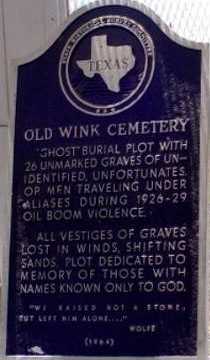 TEXAS
OLD WINK CEMETERY
"GHOST" BURIAL PLOT WITH
26 UNMARKED GRAVES OF UN-
IDENTIFIED, UNFORTUNATES,
OR MEN TRAVELING UNDER
ALIASES DURING 1926-29
OIL BOOM VIOLENCE.
ALL VESTIGES OF GRAVES
LOST IN WINDS, SHIFTING
SANDS. PLOT DEDICATED TO
MEMORY OF THOSE WITH
NAMES KNOWN ONLY TO GOD.
"WE RAISED NOT A STONE,
BUT LEFT HIM ALONE...."
WOLFE
(1964)